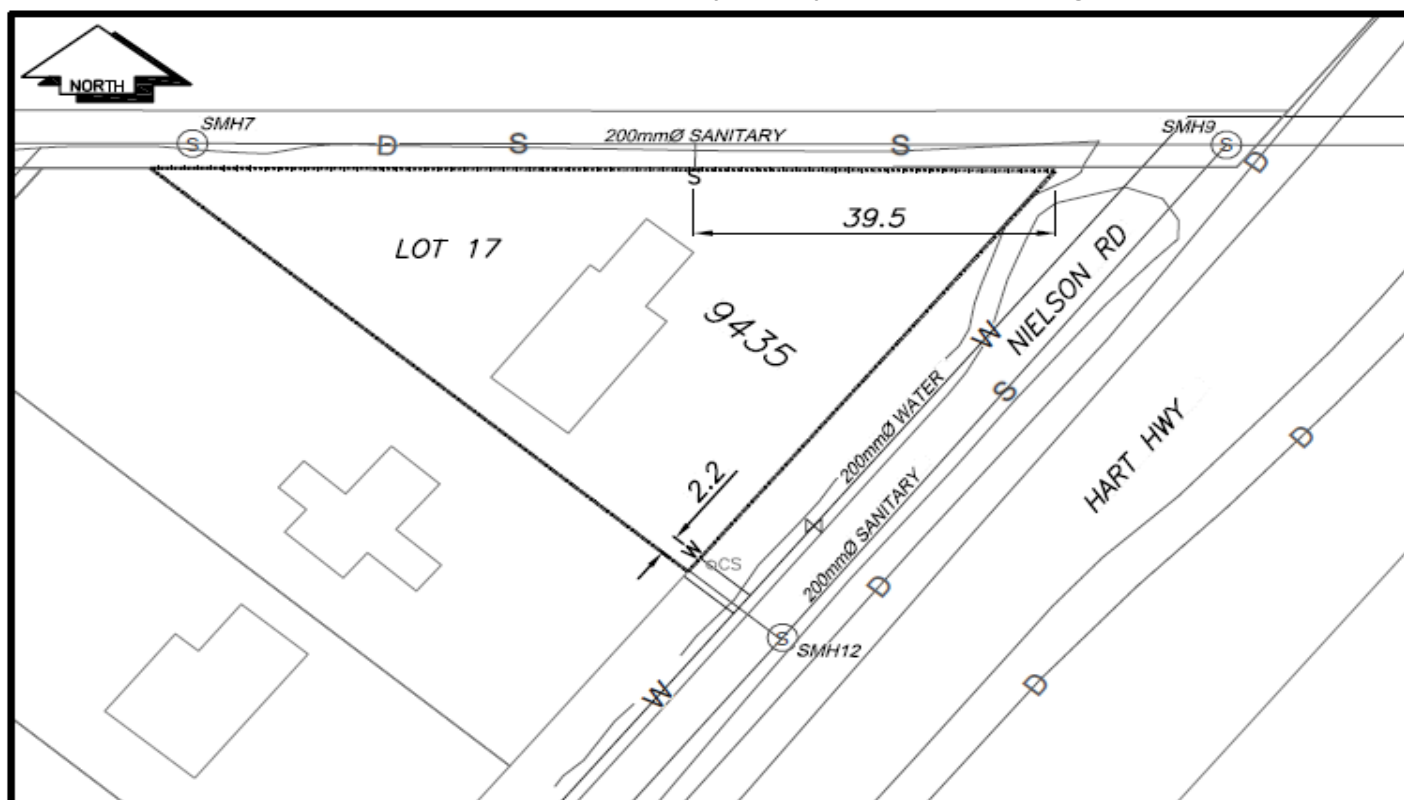 NORTH
SMH7
D
S
200mmØ SANITARY
S
SMH9
S
S
D
S
39.5
LOT 17
9435
NIELSON RD
W
S
200mmØ WATER
HART HWY
D
2.2
200mmØ SANITARY
W
CS
D
S
SMH12
W
D